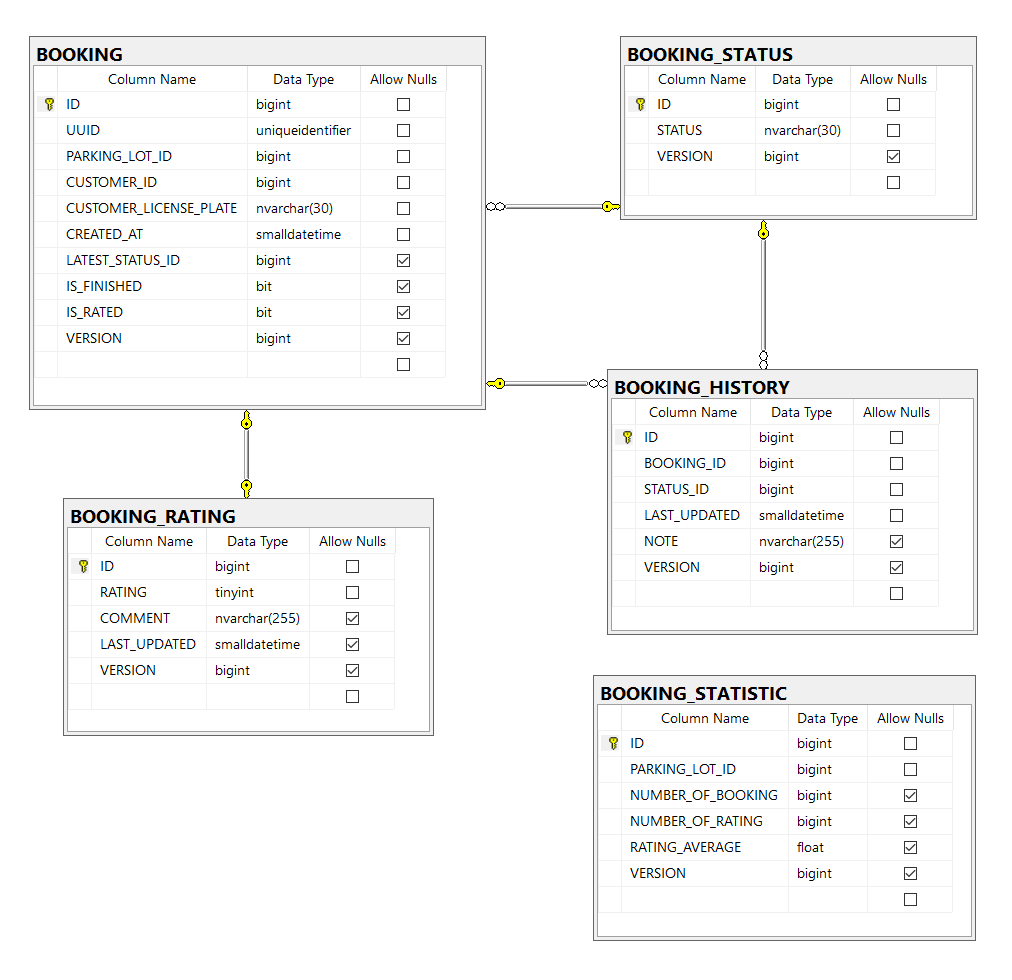 BOOKING
Column Name Data Type Allow Nulls
ID bigint
UUID uniqueidentifier
PARKING_LOT_ID bigint
CUSTOMER_ID bigint
CUSTOMER_LICENSE_PLATE nvarchar(30)
CREATED_AT smalldatetime
LATEST_STATUS_ID bigint
IS_FINISHED bit
IS_RATED bit
VERSION bigint
BOOKING_STATUS
Column Name Data Type Allow Nulls
ID bigint
STATUS nvarchar(30)
VERSION bigint
BOOKING_HISTORY
Column Name Data Type Allow Nulls
ID bigint
BOOKING_ID bigint
STATUS_ID bigint
LAST_UPDATED smalldatetime
NOTE nvarchar(255)
VERSION bigint
BOOKING_RATING
Column Name Data Type Allow Nulls
ID bigint
RATING tinyint
COMMENT nvarchar(255)
LAST_UPDATED smalldatetime
VERSION bigint
BOOKING_STATISTIC
Column Name Data Type Allow Nulls
ID bigint
PARKING_LOT_ID bigint
NUMBER_OF_BOOKING bigint
NUMBER_OF_RATING bigint
RATING_AVERAGE float
VERSION bigint